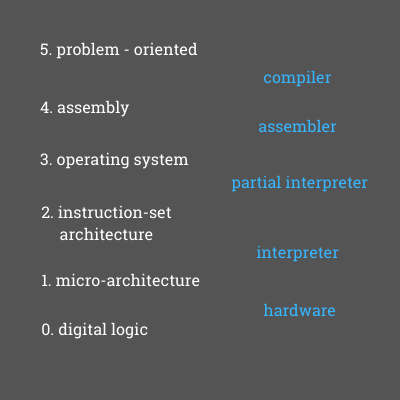 5. problem - oriented
compiler
4. assembly
assembler
3. operating system
partial interpreter
2. instruction-set
architecture
interpreter
1. micro-architecture
hardware
0. digital logic